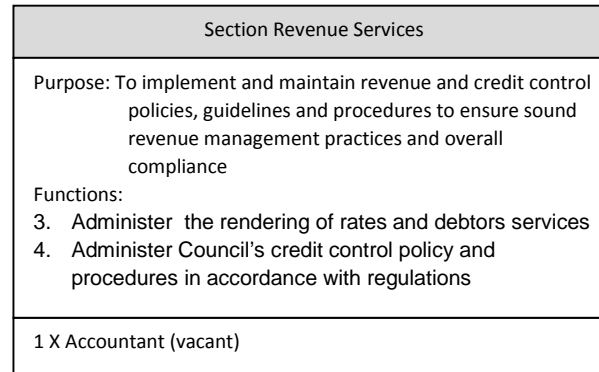 Section Revenue Services
Purpose: To implement and maintain revenue and credit control
policies, guidelines and procedures to ensure sound
revenue management practices and overall
compliance
Functions:
3. Administer the rendering of rates and debtors services
4. Administer Council's credit control policy and
procedures in accordance with regulations
1 X Accountant (vacant)